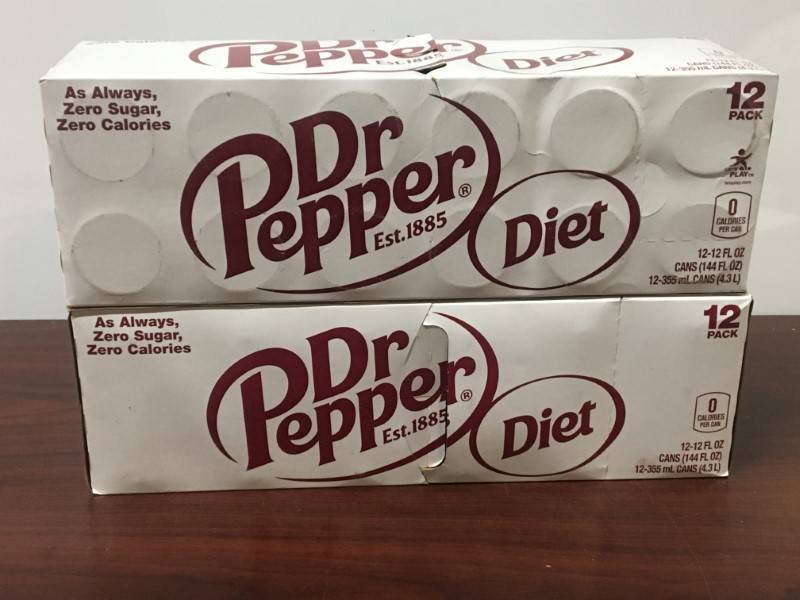 Dr
Pepper
Est.1885
Diet
As Always,
Zero Sugar,
Zero Calories
12
PACK
Dr
Pepper®
Est.1885
Diet
PLAY
0
CALORIES
PER CAN
12-12 FL OZ
CANS (144 FL OZ)
12-355 mL CANS (4.3 L)
As Always,
Zero Sugar,
Zero Calories
12
PACK
Dr
Pepper®
Est.1885
Diet
0
CALORIES
PER CAN
12-12 FL OZ
CANS (144 FL OZ)
12-355 mL CANS (4.3 L)